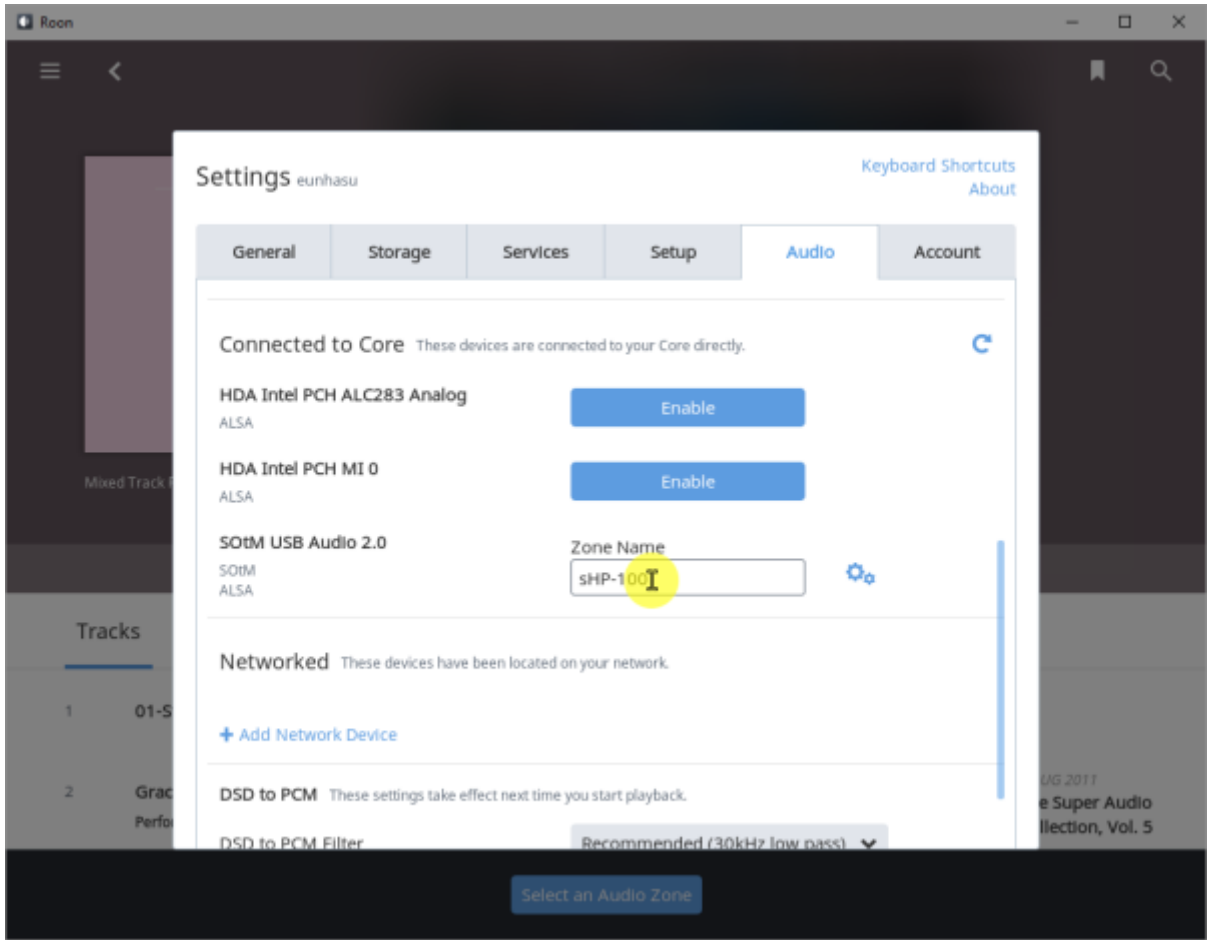 Roon
Settings eunhasu
Keyboard Shortcuts
About
General Storage Services Setup Audio Account
Connected to Core These devices are connected to your Core directly.
HDA Intel PCH ALC283 Analog
ALSA
Enable
HDA Intel PCH MI 0
ALSA
Enable
SOtM USB Audio 2.0
SOtM
ALSA
Zone Name
sHP-100
Networked These devices have been located on your network.
+ Add Network Device
DSD to PCM These settings take effect next time you start playback.
DSD to PCM Filter
Recommended (30kHz low pass)
Mixed Track
Tracks
1 01-S
2 Grac
Perfo
UG 2011
e Super Audio
llection, Vol. 5
Select an Audio Zone